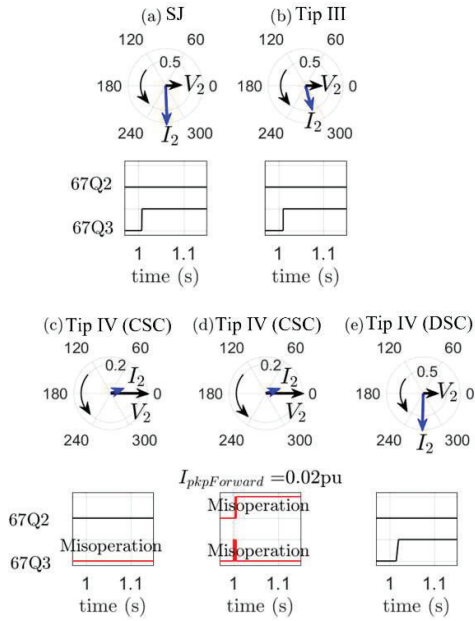 (a) SJ
(b) Tip III
120 60
120 60
0.5
0.5
180 V2 0
180 V2 0
I2
I2
240 300
240 300
67Q2
67Q3
1 1.1
1 1.1
time (s)
time (s)
(c) Tip IV (CSC)
(d) Tip IV (CSC)
(e) Tip IV (DSC)
120 60
120 60
120 60
0.2
0.2
0.5
I2
I2
180 0
180 0
180 V2 0
V2
V2
240 300
240 300
240 300
I2
IpkpForward =0.02pu
67Q2
Misoperation
Misoperation
Misoperation
67Q3
1 1.1
1 1.1
1 1.1
time (s)
time (s)
time (s)